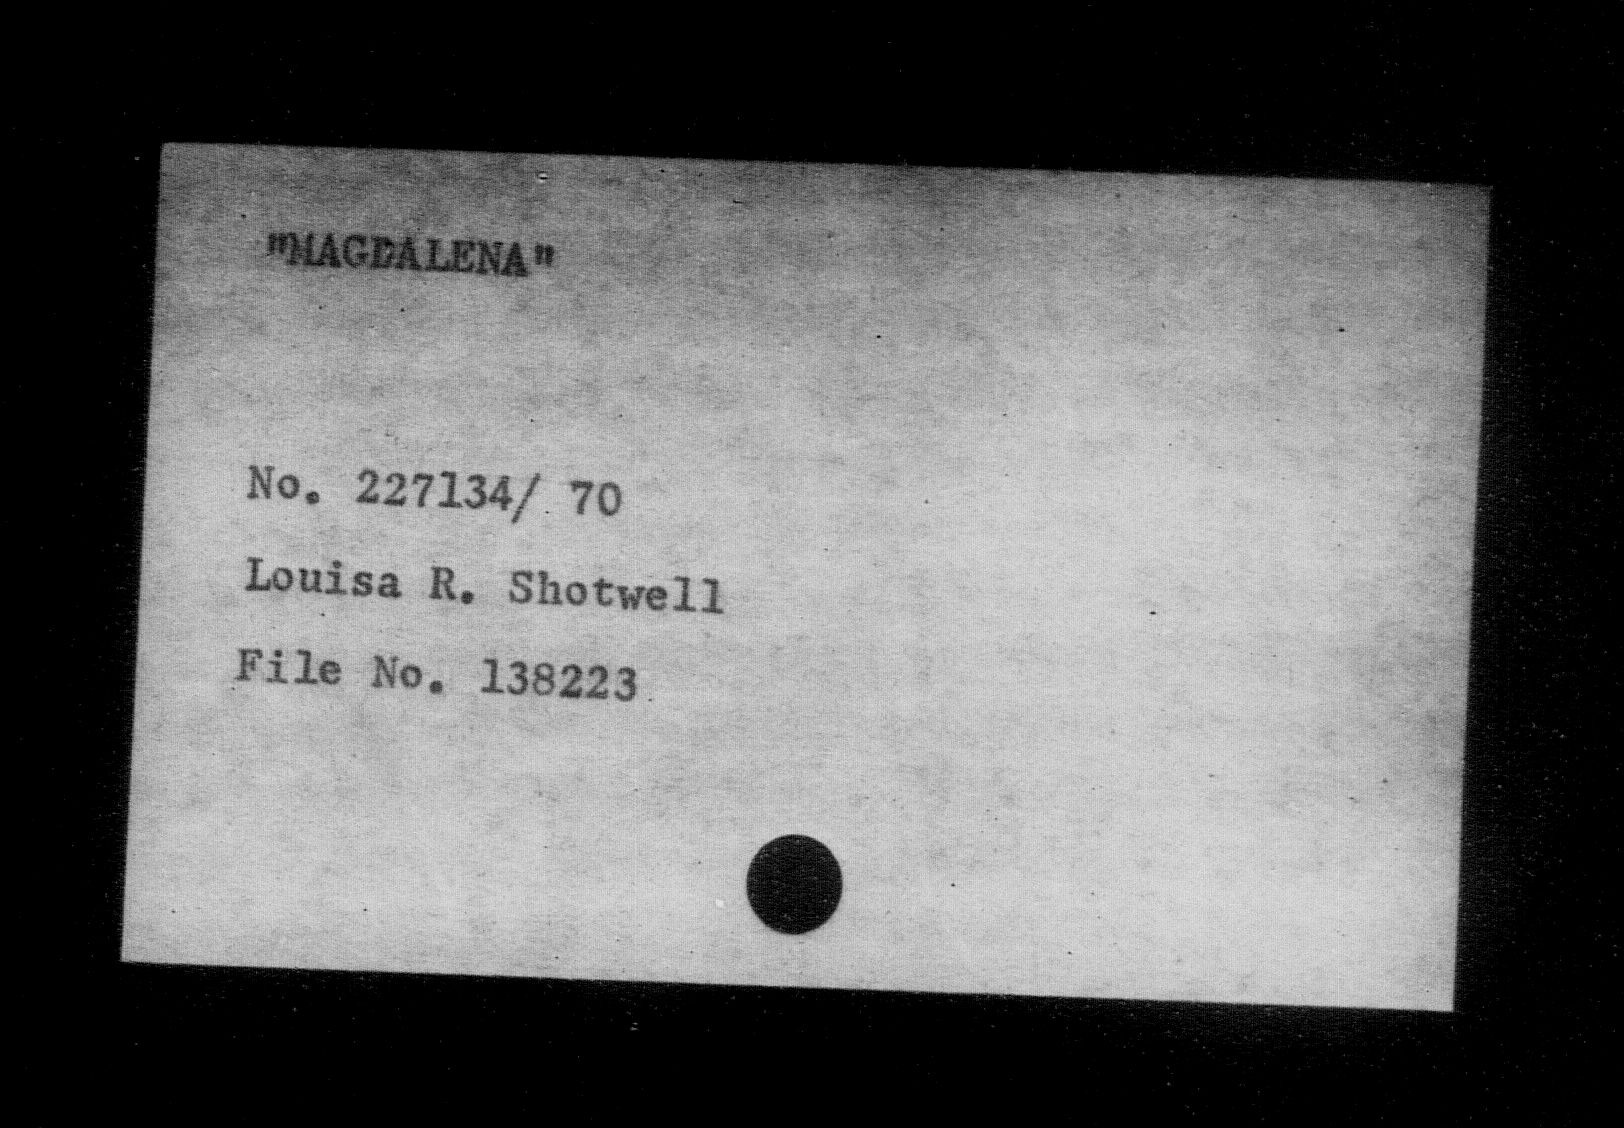 "MAGDALENA"
No. 227134/ 70
Louisa R. Shotwell
File No. 138223